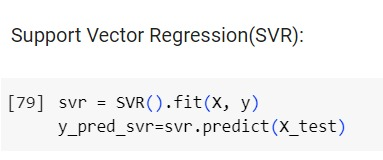 Support Vector Regression(SVR):
[79] svr = SVR().fit(X, y)
y_pred_svr=svr.predict(X_test)